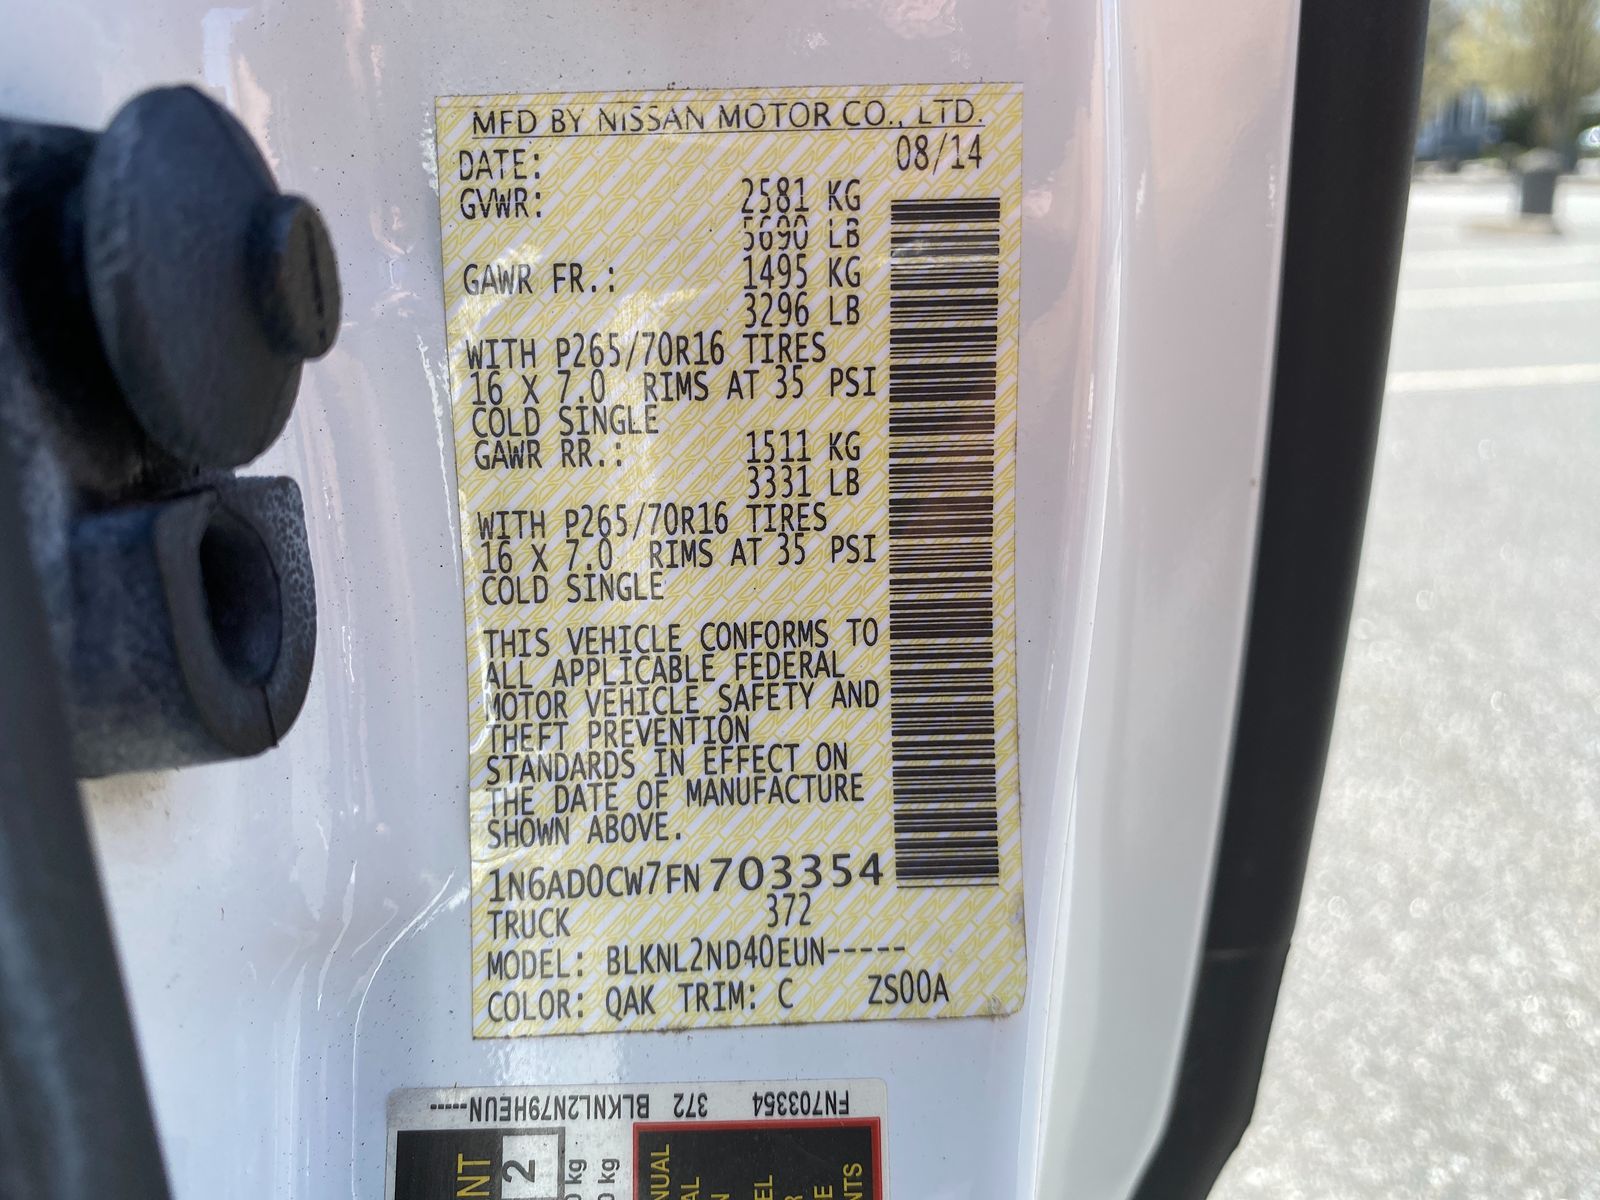 MFD BY NISSAN MOTOR CO., LTD.
DATE: 08/14
GVWR: 2581 KG
5690 LB
GAWR FR.: 1495 KG
3296 LB
WITH P265/70R16 TIRES
16 X 7.0 RIMS AT 35 PSI
COLD SINGLE
GAWR RR.: 1511 KG
3331 LB
WITH P265/70R16 TIRES
16 X 7.0 RIMS AT 35 PSI
COLD SINGLE
THIS VEHICLE CONFORMS TO
ALL APPLICABLE FEDERAL
MOTOR VEHICLE SAFETY AND
THEFT PREVENTION
STANDARDS IN EFFECT ON
THE DATE OF MANUFACTURE
SHOWN ABOVE.
1N6AD0CW7FN703354
TRUCK 372
MODEL: BLKNL2ND40EUN-----
COLOR: QAK TRIM: C ZS00A
FN703354 372 BLKNL2N79HEUN-----
2
kg
kg